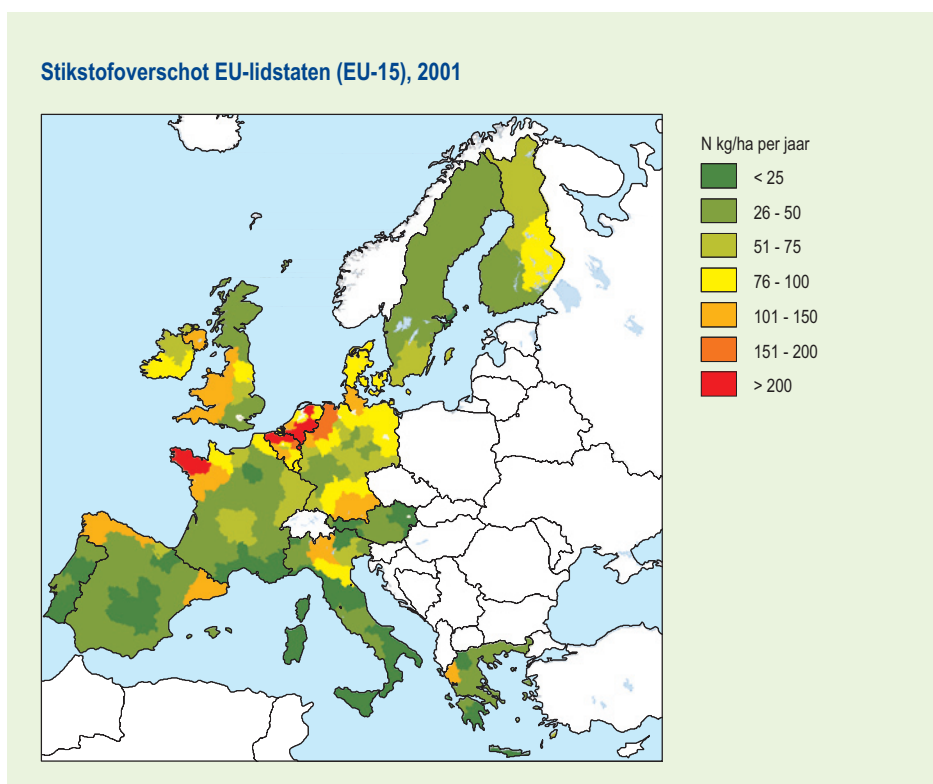 Stikstofoverschot EU-lidstaten (EU-15), 2001
N kg/ha per jaar
< 25
26 - 50
51 - 75
76 - 100
101 - 150
151 - 200
> 200